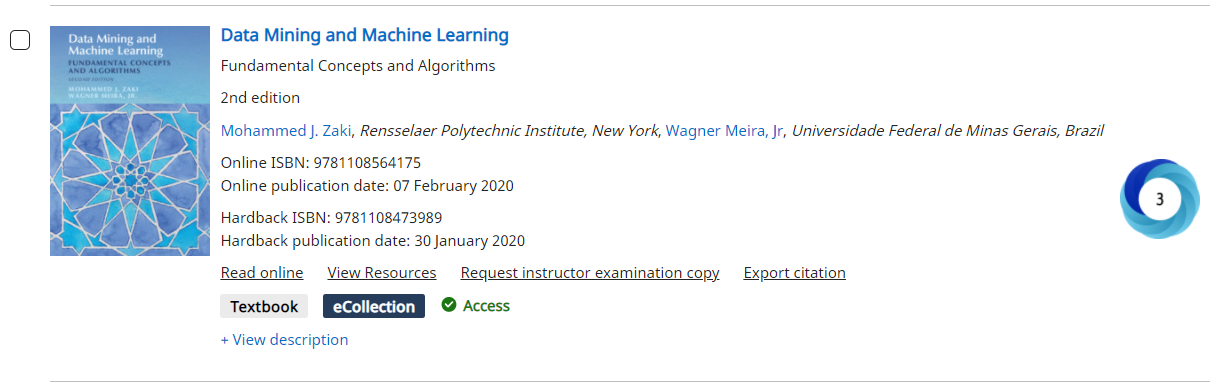 Data Mining and
Machine Learning
FUNDAMENTAL CONCEPTS
AND ALGORITHMS
SECOND EDITION
MOHAMMED J. ZAKI
WAGNER MEIRA, JR.
Data Mining and Machine Learning
Fundamental Concepts and Algorithms
2nd edition
Mohammed J. Zaki, Rensselaer Polytechnic Institute, New York, Wagner Meira, Jr, Universidade Federal de Minas Gerais, Brazil
Online ISBN: 9781108564175
Online publication date: 07 February 2020
Hardback ISBN: 9781108473989
Hardback publication date: 30 January 2020
3
Read online View Resources Request instructor examination copy Export citation
Textbook eCollection Access
+ View description